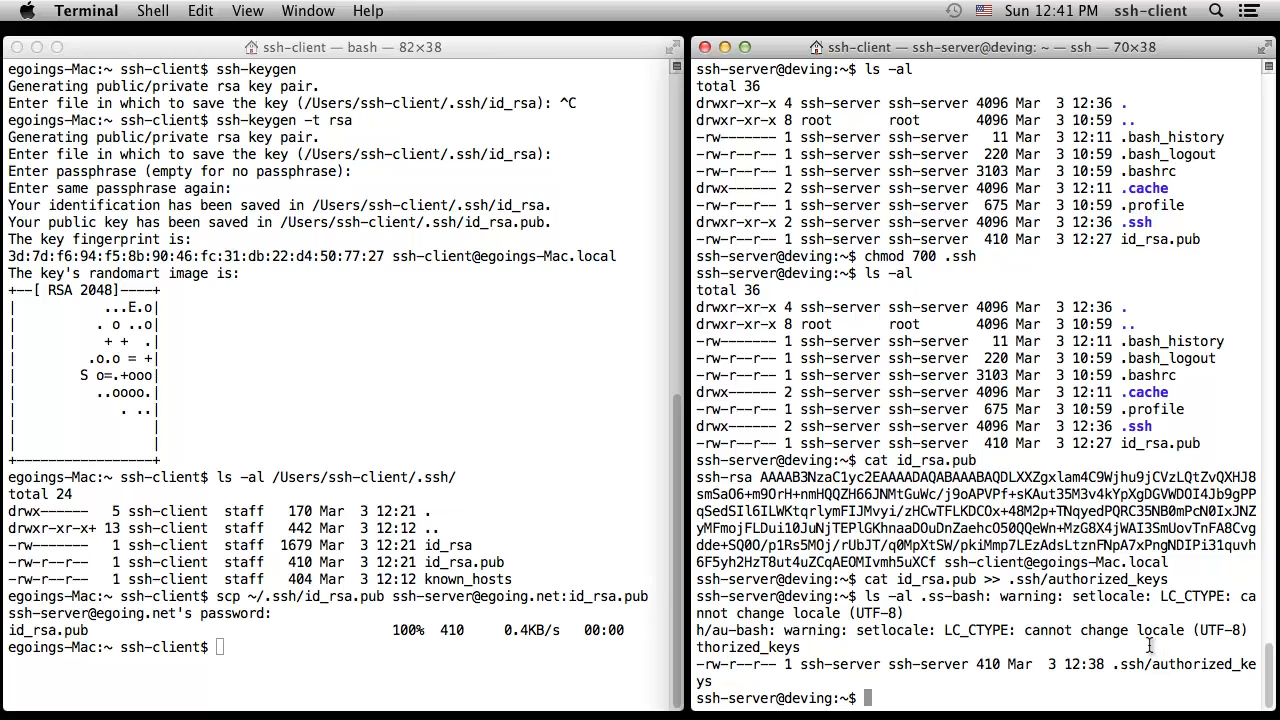 Terminal Shell Edit View Window Help Sun 12:41 PM ssh-client
ssh-client — bash — 82×38
egoings-Mac:~ ssh-client$ ssh-keygen
Generating public/private rsa key pair.
Enter file in which to save the key (/Users/ssh-client/.ssh/id_rsa): ^C
egoings-Mac:~ ssh-client$ ssh-keygen -t rsa
Generating public/private rsa key pair.
Enter file in which to save the key (/Users/ssh-client/.ssh/id_rsa):
Enter passphrase (empty for no passphrase):
Enter same passphrase again:
Your identification has been saved in /Users/ssh-client/.ssh/id_rsa.
Your public key has been saved in /Users/ssh-client/.ssh/id_rsa.pub.
The key fingerprint is:
3d:7d:f6:94:f5:8b:90:46:fc:31:db:22:d4:50:77:27 ssh-client@egoings-Mac.local
The key's randomart image is:
+--[ RSA 2048]----+
|           ...E.o|
|          . o ..o|
|           + +  .|
|         .o.o = +|
|        S o=.+ooo|
|          ..oooo.|
|             . ..|
|                 |
|                 |
+-----------------+
egoings-Mac:~ ssh-client$ ls -al /Users/ssh-client/.ssh/
total 24
drwx------   5 ssh-client  staff   170 Mar  3 12:21 .
drwxr-xr-x+ 13 ssh-client  staff   442 Mar  3 12:12 ..
-rw-------   1 ssh-client  staff  1679 Mar  3 12:21 id_rsa
-rw-r--r--   1 ssh-client  staff   410 Mar  3 12:21 id_rsa.pub
-rw-r--r--   1 ssh-client  staff   404 Mar  3 12:12 known_hosts
egoings-Mac:~ ssh-client$ scp ~/.ssh/id_rsa.pub ssh-server@egoing.net:id_rsa.pub
ssh-server@egoing.net's password:
id_rsa.pub                                    100%  410     0.4KB/s   00:00
egoings-Mac:~ ssh-client$
ssh-client — ssh-server@deving: ~ — ssh — 70×38
ssh-server@deving:~$ ls -al
total 36
drwxr-xr-x 4 ssh-server ssh-server 4096 Mar  3 12:36 .
drwxr-xr-x 8 root       root       4096 Mar  3 10:59 ..
-rw------- 1 ssh-server ssh-server   11 Mar  3 12:11 .bash_history
-rw-r--r-- 1 ssh-server ssh-server  220 Mar  3 10:59 .bash_logout
-rw-r--r-- 1 ssh-server ssh-server 3103 Mar  3 10:59 .bashrc
drwx------ 2 ssh-server ssh-server 4096 Mar  3 12:11 .cache
-rw-r--r-- 1 ssh-server ssh-server  675 Mar  3 10:59 .profile
drwxr-xr-x 2 ssh-server ssh-server 4096 Mar  3 12:36 .ssh
-rw-r--r-- 1 ssh-server ssh-server  410 Mar  3 12:27 id_rsa.pub
ssh-server@deving:~$ chmod 700 .ssh
ssh-server@deving:~$ ls -al
total 36
drwxr-xr-x 4 ssh-server ssh-server 4096 Mar  3 12:36 .
drwxr-xr-x 8 root       root       4096 Mar  3 10:59 ..
-rw------- 1 ssh-server ssh-server   11 Mar  3 12:11 .bash_history
-rw-r--r-- 1 ssh-server ssh-server  220 Mar  3 10:59 .bash_logout
-rw-r--r-- 1 ssh-server ssh-server 3103 Mar  3 10:59 .bashrc
drwx------ 2 ssh-server ssh-server 4096 Mar  3 12:11 .cache
-rw-r--r-- 1 ssh-server ssh-server  675 Mar  3 10:59 .profile
drwx------ 2 ssh-server ssh-server 4096 Mar  3 12:36 .ssh
-rw-r--r-- 1 ssh-server ssh-server  410 Mar  3 12:27 id_rsa.pub
ssh-server@deving:~$ cat id_rsa.pub
ssh-rsa AAAAB3NzaC1yc2EAAAADAQABAAABAQDLXXZgxlam4C9Wjhu9jCVzLQtZvQXHJ8
smSaO6+m9OrH+nmHQQZH66JNMtGuWc/j9oAPVPf+sKAut35M3v4kYpXgDGVWDOI4Jb9gPP
qSedSIl6ILWKtqrlymFIJMvyi/zHCwTFLKDCOx+48M2p+TNqyedPQRC35NB0mPcN0IxJNZ
yMFmojFLDui10JuNjTEPlGKhnaaDOuDnZaehcO50QQeWn+MzG8X4jWAI3SmUovTnFA8Cvg
dde+SQ0O/p1Rs5MOj/rUbJT/q0MpXtSW/pkiMmp7LEzAdsLtznFNpA7xPngNDIPi31quvh
6F5yh2HzT8ut4uZCqAEOMIvmh5uXCf ssh-client@egoings-Mac.local
ssh-server@deving:~$ cat id_rsa.pub >> .ssh/authorized_keys
ssh-server@deving:~$ ls -al .ss-bash: warning: setlocale: LC_CTYPE: ca
nnot change locale (UTF-8)
h/au-bash: warning: setlocale: LC_CTYPE: cannot change locale (UTF-8)
thorized_keys
-rw-r--r-- 1 ssh-server ssh-server 410 Mar  3 12:38 .ssh/authorized_ke
ys
ssh-server@deving:~$